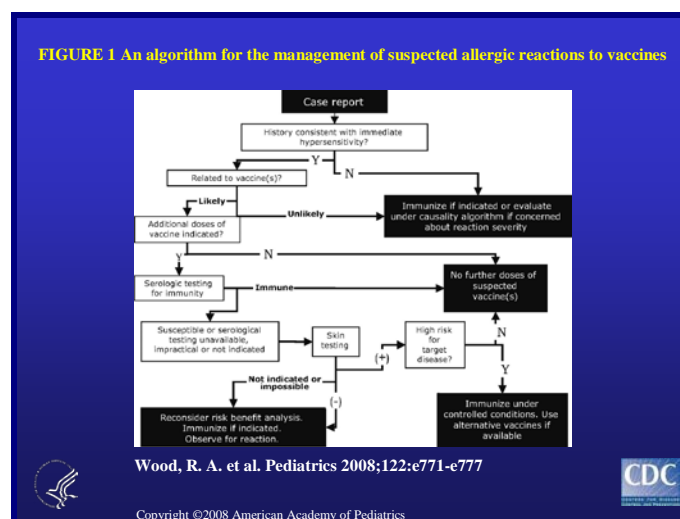 FIGURE 1 An algorithm for the management of suspected allergic reactions to vaccines
Case report
History consistent with immediate
hypersensitivity?
Y
N
Related to vaccine(s)?
Likely
Unlikely
Immunize if indicated or evaluate
under causality algorithm if concerned
about reaction severity
Additional doses of
vaccine indicated?
Y
N
Serologic testing
for immunity
Immune
No further doses of
suspected
vaccine(s)
Susceptible or serological
testing unavailable,
impractical or not indicated
Skin
testing
(+)
High risk
for
target
disease?
N
Y
Not indicated or
impossible
(-)
Reconsider risk benefit analysis.
Immunize if indicated.
Observe for reaction.
Immunize under
controlled conditions. Use
alternative vaccines if
available
Wood, R. A. et al. Pediatrics 2008;122:e771-e777
CDC
Copyright ©2008 American Academy of Pediatrics